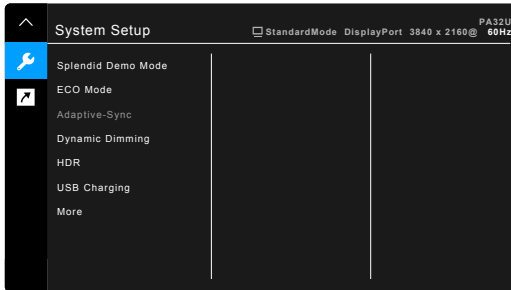 PA32U
System Setup
StandardMode DisplayPort 3840 x 2160@ 60Hz
Splendid Demo Mode
ECO Mode
Adaptive-Sync
Dynamic Dimming
HDR
USB Charging
More